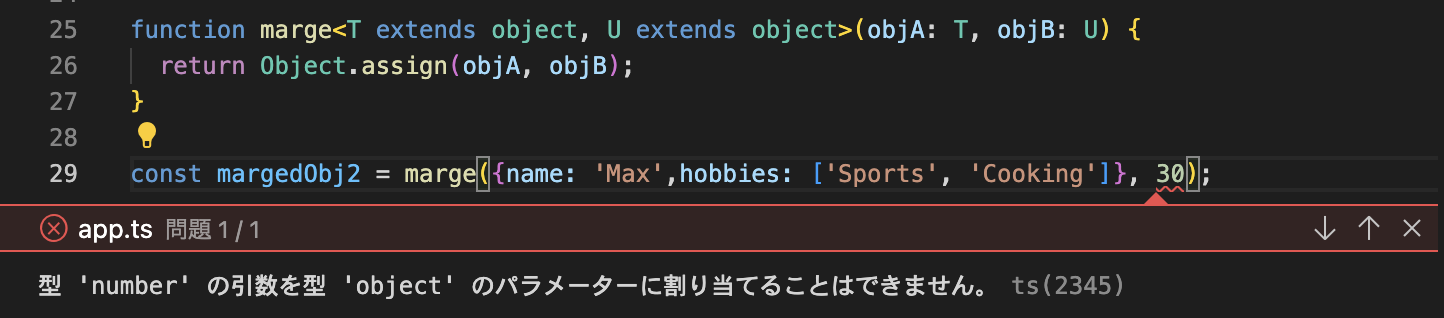 25 function marge<T extends object, U extends object>(objA: T, objB: U) {
26   return Object.assign(objA, objB);
27 }
28
29 const margedObj2 = marge({name: 'Max',hobbies: ['Sports', 'Cooking']}, 30);
app.ts 問題 1 / 1
型 'number' の引数を型 'object' のパラメーターに割り当てることはできません。 ts(2345)